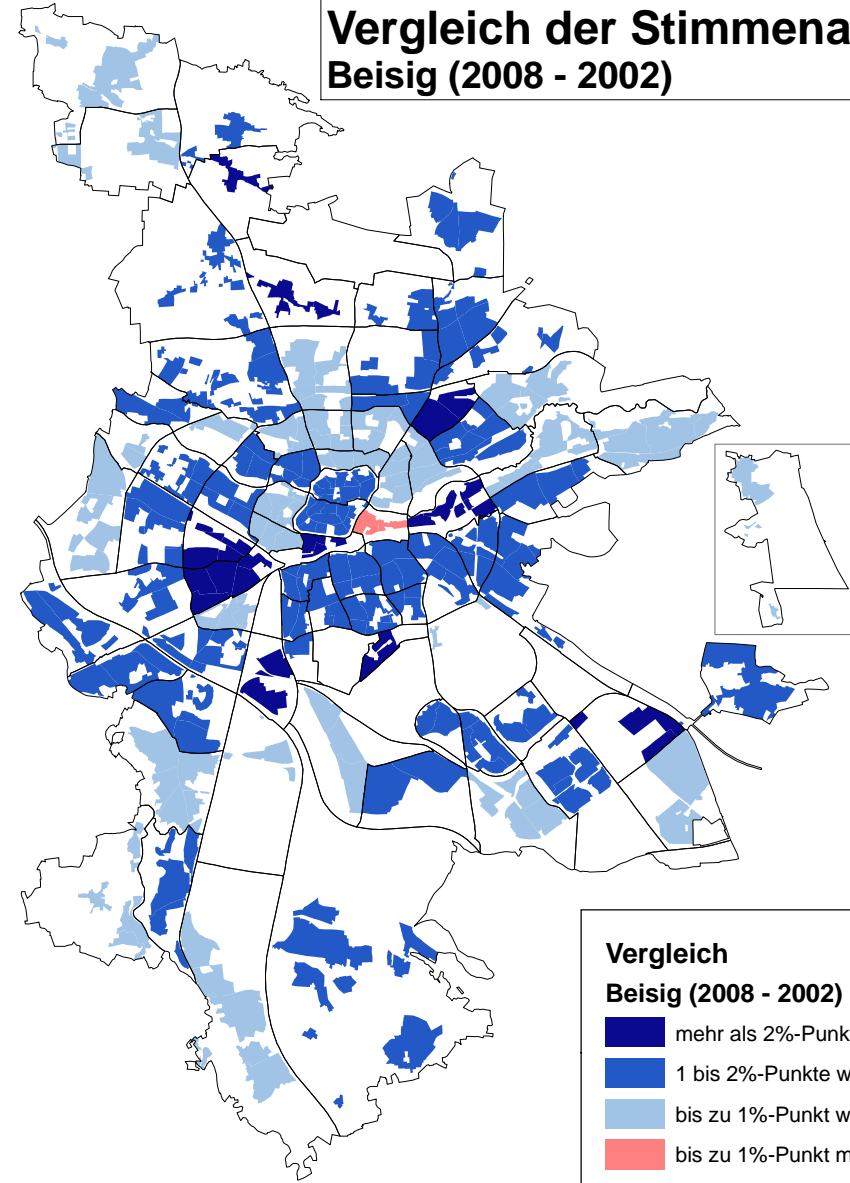 Vergleich der Stimmena
Beisig (2008 - 2002)
Vergleich
Beisig (2008 - 2002)
mehr als 2%-Punk
1 bis 2%-Punkte w
bis zu 1%-Punkt w
bis zu 1%-Punkt m